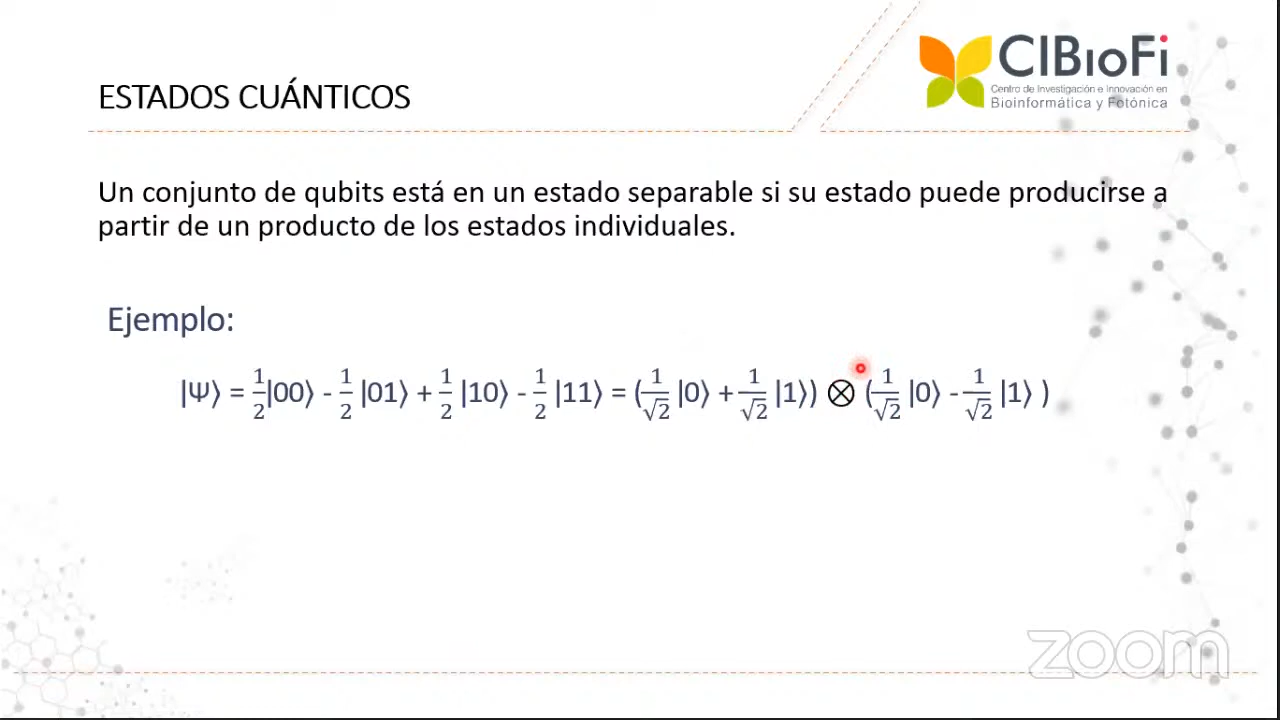 CIBioFi
Centro de Investigación e Innovación en
Bioinformática y Fotónica
ESTADOS CUÁNTICOS
Un conjunto de qubits está en un estado separable si su estado puede producirse a
partir de un producto de los estados individuales.
Ejemplo:
|Ψ⟩ = 1/2|00⟩ - 1/2 |01⟩ + 1/2 |10⟩ - 1/2 |11⟩ = (1/√2 |0⟩ + 1/√2 |1⟩) ⊗ (1/√2 |0⟩ - 1/√2 |1⟩ )
zoom